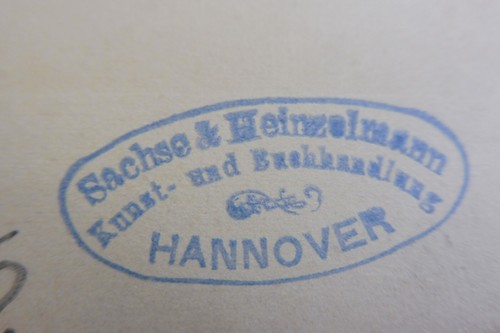 Sachse & Heinzelmann
Kunst- und Buchhandlung
HANNOVER